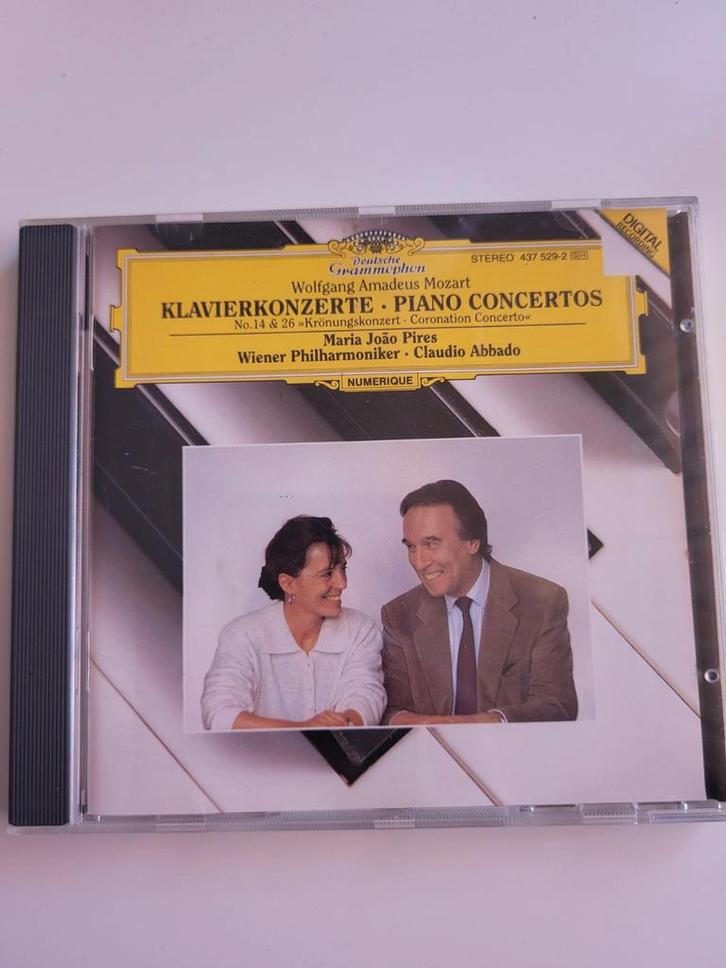 DIGITAL
RECORDING
Deutsche
Grammophon
STEREO 437 529-2 GH
Wolfgang Amadeus Mozart
KLAVIERKONZERTE · PIANO CONCERTOS
No. 14 & 26 »Krönungskonzert · Coronation Concerto«
Maria João Pires
Wiener Philharmoniker · Claudio Abbado
NUMERIQUE